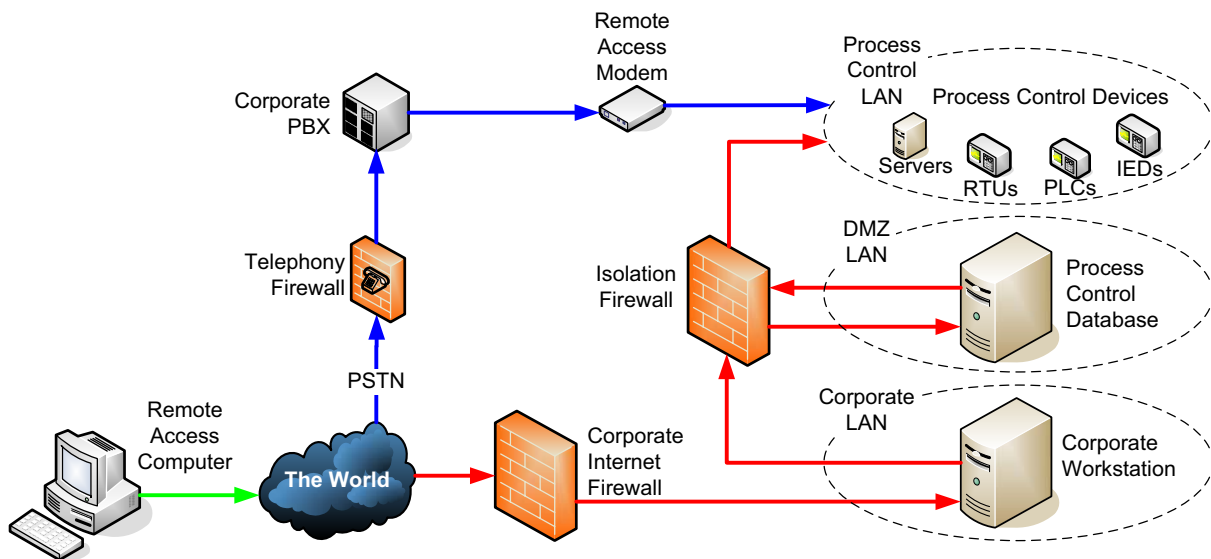 Remote
Access
Modem
Process
Control
LAN
Process Control Devices
Corporate
PBX
Servers
RTUs
PLCs
IEDs
DMZ
LAN
Telephony
Firewall
Isolation
Firewall
Process
Control
Database
PSTN
Remote
Access
Computer
The World
Corporate
Internet
Firewall
Corporate
LAN
Corporate
Workstation